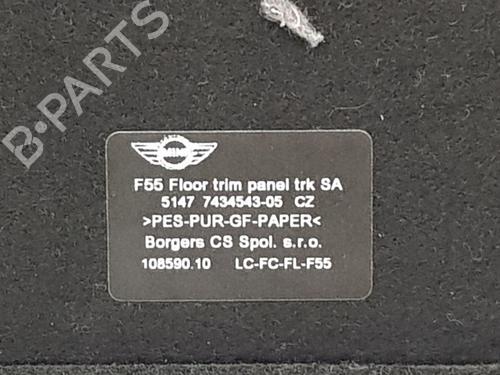 B-PARTS
MINI
F55 Floor trim panel trk SA
5147 7434543-05 CZ
>PES-PUR-GF-PAPER<
Borgers CS Spol. s.r.o.
108590.10 LC-FC-FL-F55